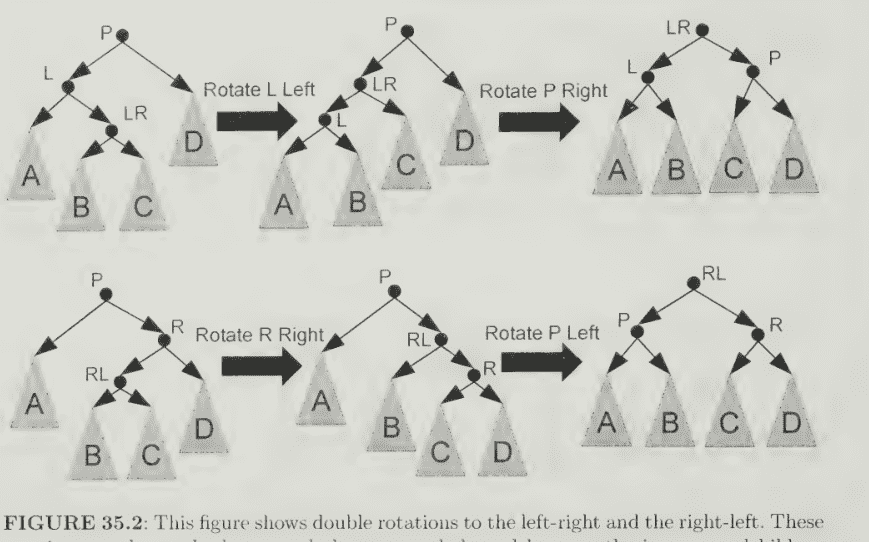 P
L
LR
A
B
C
D
Rotate L Left
P
LR
L
A
B
C
D
Rotate P Right
LR
L
P
A
B
C
D
P
R
RL
A
B
C
D
Rotate R Right
P
RL
R
A
B
C
D
Rotate P Left
RL
P
R
A
B
C
D
FIGURE 35.2: This figure shows double rotations to the left-right and the right-left. These